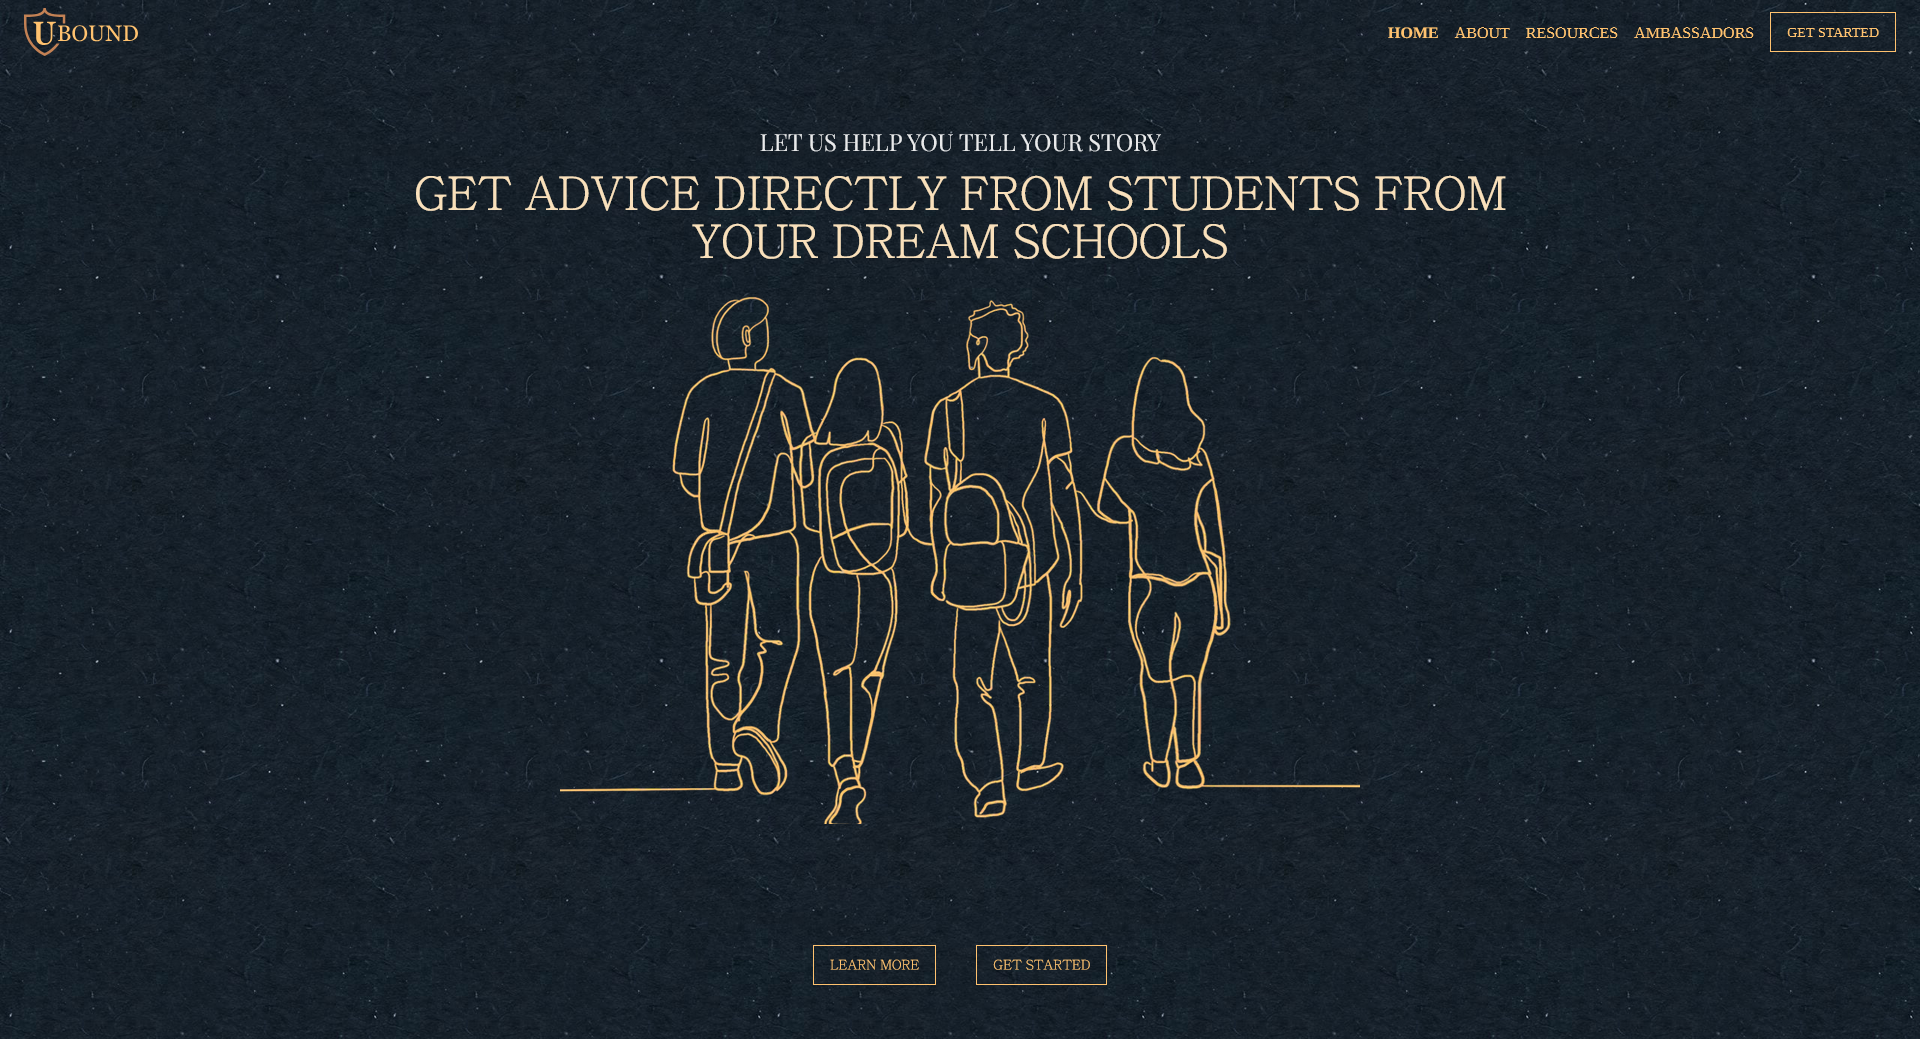 UBOUND
HOME ABOUT RESOURCES AMBASSADORS GET STARTED
LET US HELP YOU TELL YOUR STORY
GET ADVICE DIRECTLY FROM STUDENTS FROM
YOUR DREAM SCHOOLS
LEARN MORE GET STARTED